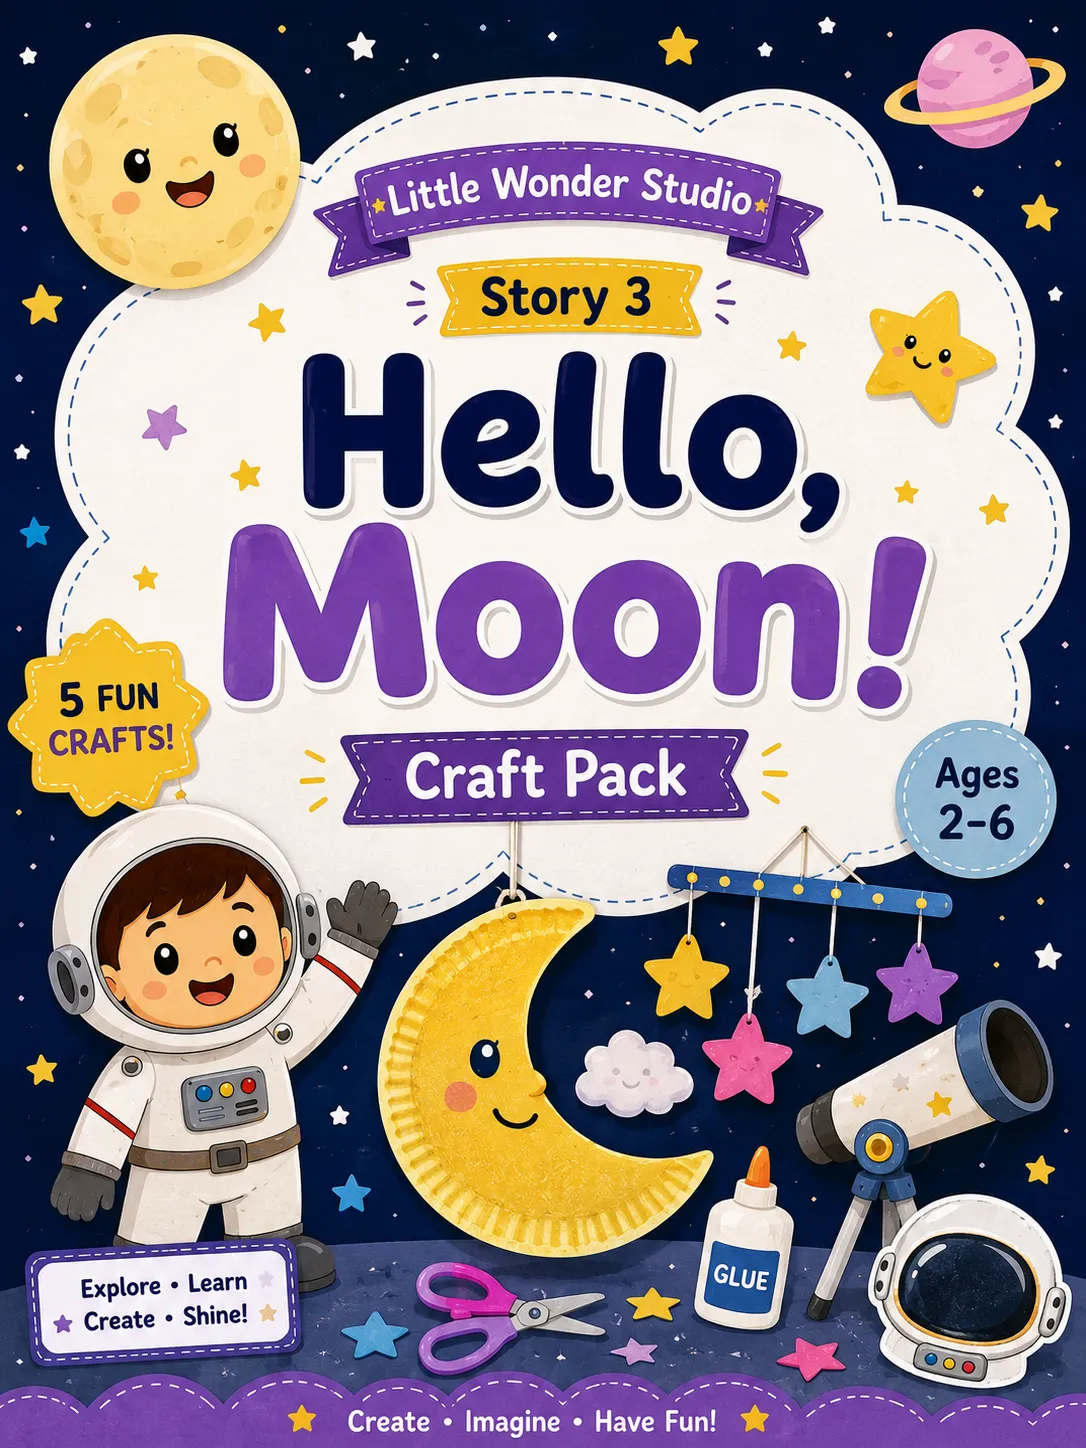 Little Wonder Studio
Story 3
Hello,
Moon!
5 FUN
CRAFTS!
Craft Pack
Ages
2-6
GLUE
Explore • Learn
Create • Shine!
Create • Imagine • Have Fun!